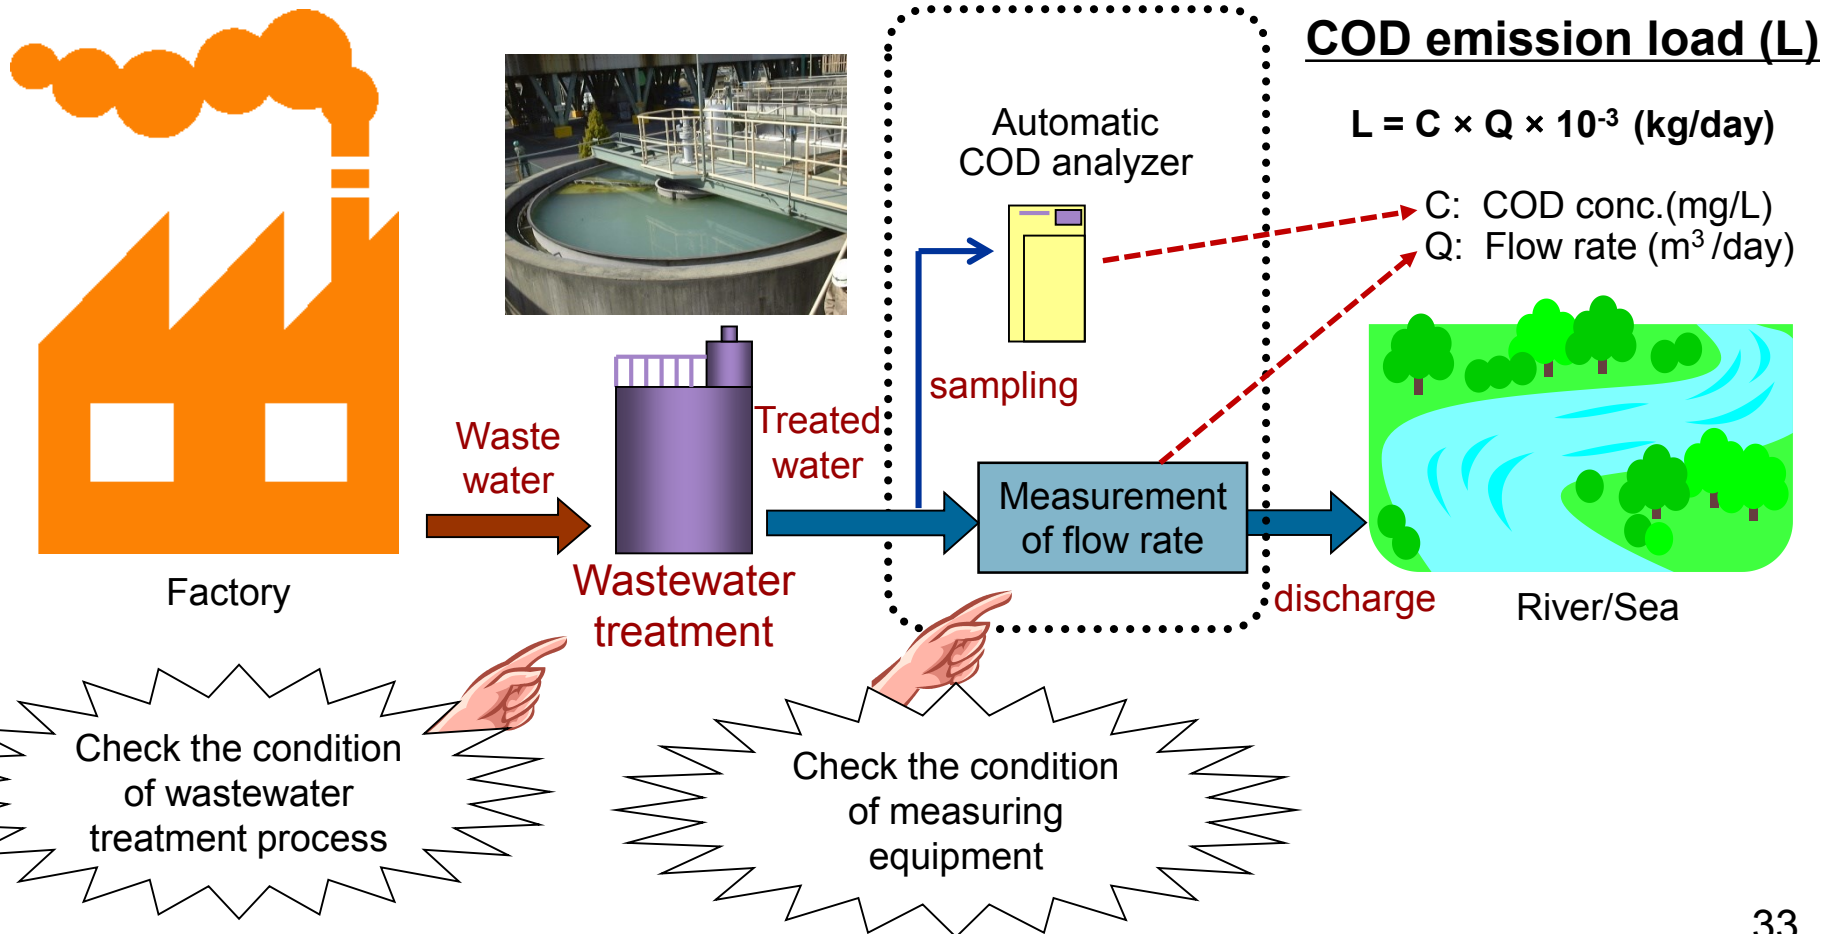 COD emission load (L)
L = C × Q × 10⁻³ (kg/day)
C: COD conc.(mg/L)
Q: Flow rate (m³/day)
Automatic
COD analyzer
sampling
Waste
water
Treated
water
Measurement
of flow rate
Factory
Wastewater
treatment
discharge
River/Sea
Check the condition
of wastewater
treatment process
Check the condition
of measuring
equipment
33